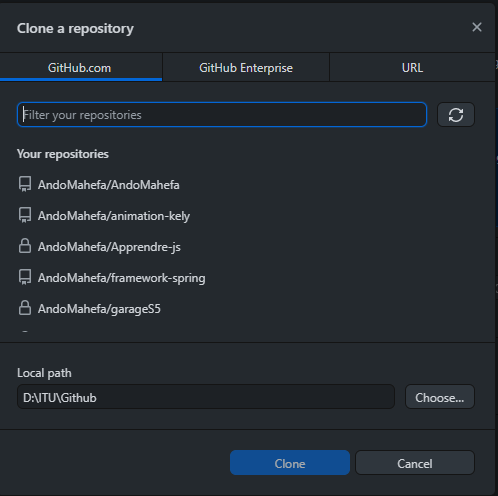 Clone a repository
GitHub.com
GitHub Enterprise
URL
Filter your repositories
Your repositories
AndoMahefa/AndoMahefa
AndoMahefa/animation-kely
AndoMahefa/Apprendre-js
AndoMahefa/framework-spring
AndoMahefa/garageS5
Local path
D:\ITU\Github
Choose...
Clone
Cancel